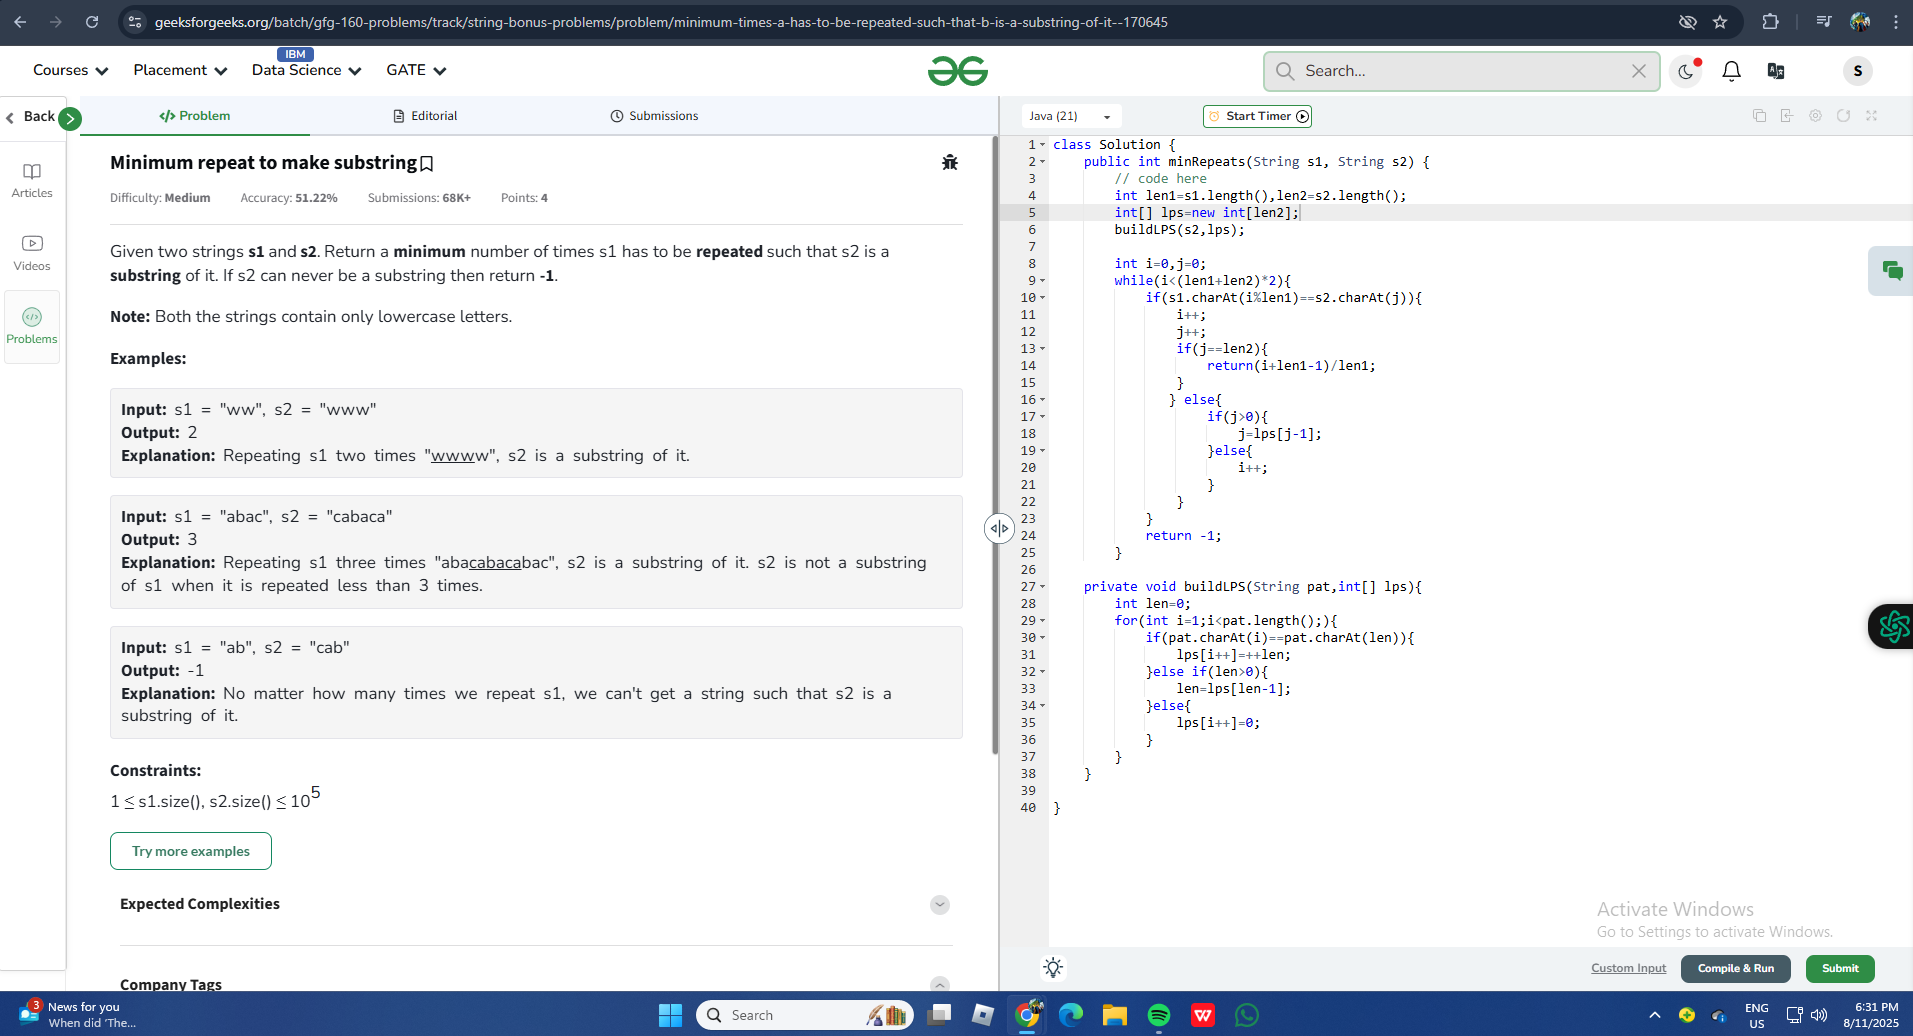 geeksforgeeks.org/batch/gfg-160-problems/track/string-bonus-problems/problem/minimum-times-a-has-to-be-repeated-such-that-b-is-a-substring-of-it--170645
IBM
Courses Placement Data Science GATE
Search...
S
Back
Problem Editorial Submissions
Java (21) Start Timer
Articles
Videos
Problems
Minimum repeat to make substring
Difficulty: Medium Accuracy: 51.22% Submissions: 68K+ Points: 4
Given two strings s1 and s2. Return a minimum number of times s1 has to be repeated such that s2 is a
substring of it. If s2 can never be a substring then return -1.
Note: Both the strings contain only lowercase letters.
Examples:
Input: s1 = "ww", s2 = "www"
Output: 2
Explanation: Repeating s1 two times "wwww", s2 is a substring of it.
Input: s1 = "abac", s2 = "cabaca"
Output: 3
Explanation: Repeating s1 three times "abacabacabac", s2 is a substring of it. s2 is not a substring
of s1 when it is repeated less than 3 times.
Input: s1 = "ab", s2 = "cab"
Output: -1
Explanation: No matter how many times we repeat s1, we can't get a string such that s2 is a
substring of it.
Constraints:
1 ≤ s1.size(), s2.size() ≤ 10^5
Try more examples
Expected Complexities
Company Tags
1 class Solution {
2 public int minRepeats(String s1, String s2) {
3 // code here
4 int len1=s1.length(),len2=s2.length();
5 int[] lps=new int[len2];
6 buildLPS(s2,lps);
7
8 int i=0,j=0;
9 while(i<(len1+len2)*2){
10 if(s1.charAt(i%len1)==s2.charAt(j)){
11 i++;
12 j++;
13 if(j==len2){
14 return(i+len1-1)/len1;
15 }
16 } else{
17 if(j>0){
18 j=lps[j-1];
19 }else{
20 i++;
21 }
22 }
23 }
24 return -1;
25 }
26
27 private void buildLPS(String pat,int[] lps){
28 int len=0;
29 for(int i=1;i<pat.length();){
30 if(pat.charAt(i)==pat.charAt(len)){
31 lps[i++]=++len;
32 }else if(len>0){
33 len=lps[len-1];
34 }else{
35 lps[i++]=0;
36 }
37 }
38 }
39
40 }
Activate Windows
Go to Settings to activate Windows.
Custom Input Compile & Run Submit
3
News for you
When did 'The...
Search
W
ENG
US
6:31 PM
8/11/2025